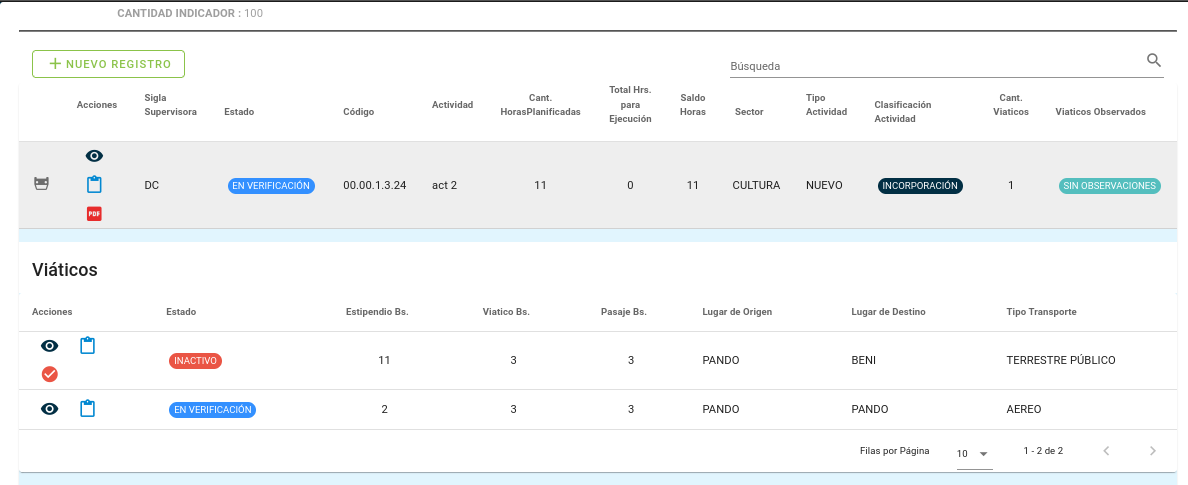 CANTIDAD INDICADOR : 100
NUEVO REGISTRO
Búsqueda
Acciones Sigla Supervisora Estado Código Actividad Cant. HorasPlanificadas Total Hrs. para Ejecución Saldo Horas Sector Tipo Actividad Clasificación Actividad Cant. Viaticos Viaticos Observados
PDF DC EN VERIFICACIÓN 00.00.1.3.24 act 2 11 0 11 CULTURA NUEVO INCORPORACIÓN 1 SIN OBSERVACIONES
Viáticos
Acciones Estado Estipendio Bs. Viatico Bs. Pasaje Bs. Lugar de Origen Lugar de Destino Tipo Transporte
INACTIVO 11 3 3 PANDO BENI TERRESTRE PÚBLICO
EN VERIFICACIÓN 2 3 3 PANDO PANDO AEREO
Filas por Página 10 1 - 2 de 2